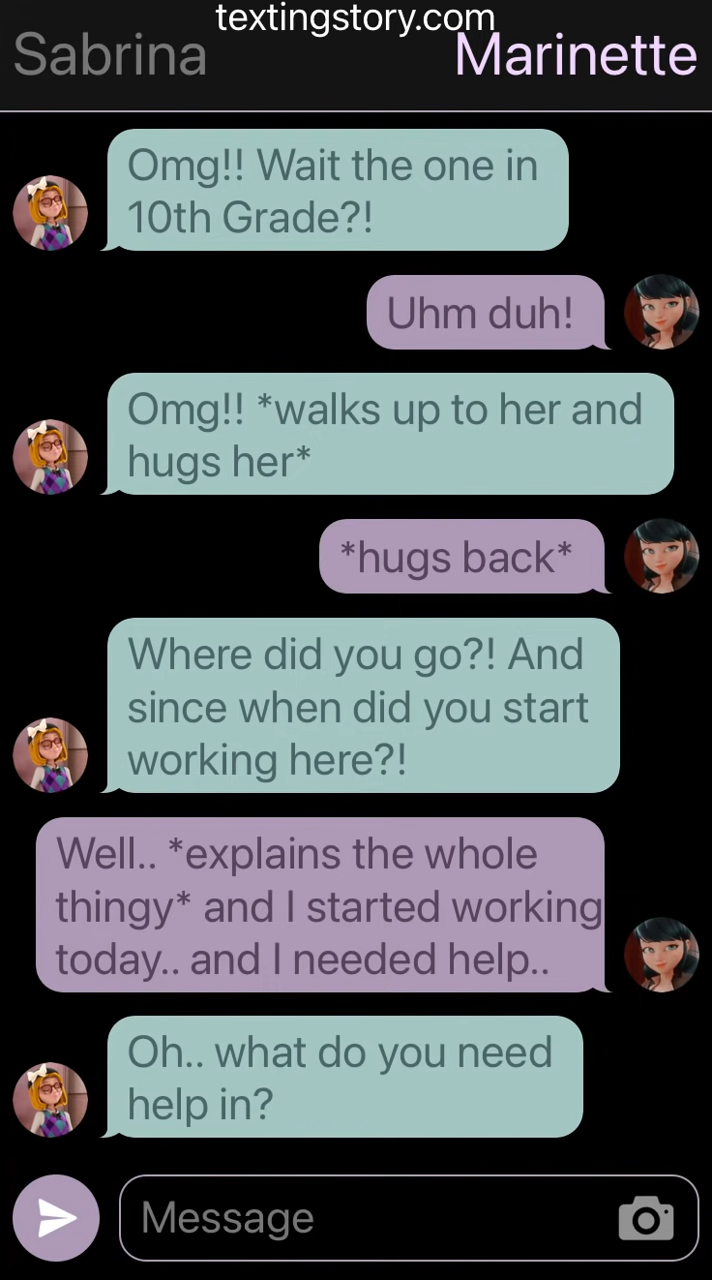 textingstory.com
Sabrina Marinette
Omg!! Wait the one in
10th Grade?!
Uhm duh!
Omg!! *walks up to her and
hugs her*
*hugs back*
Where did you go?! And
since when did you start
working here?!
Well.. *explains the whole
thingy* and I started working
today.. and I needed help..
Oh.. what do you need
help in?
Message